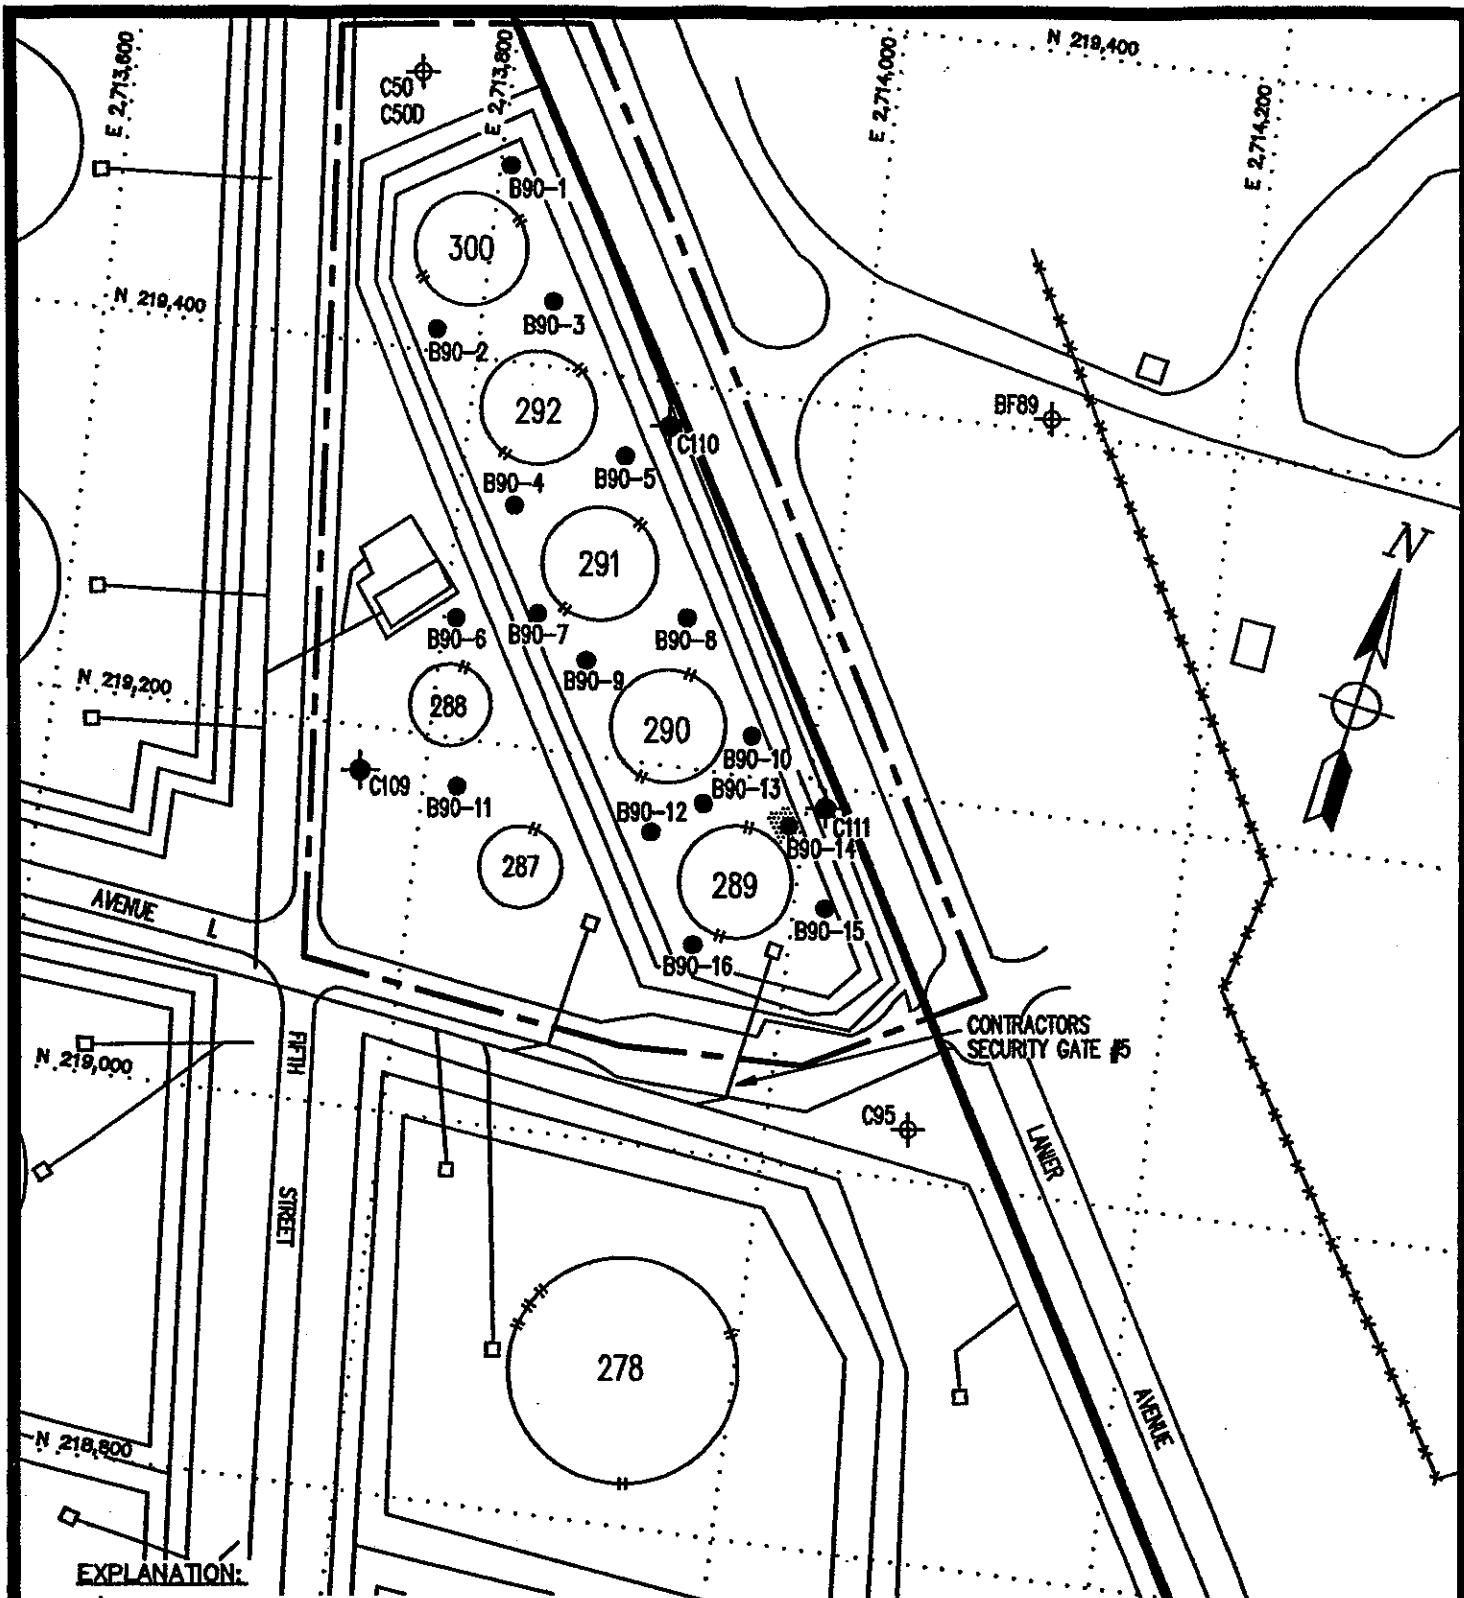 E 2,713,600
E 2,713,800
E 2,714,000
N 219,400
E 2,714,200
C50
C50D
B90-1
300
N 219,400
B90-3
B90-2
292
BF89
C110
B90-5
B90-4
N
291
B90-6
B90-7
B90-8
B90-9
N 219,200
288
290
B90-10
C109
B90-11
B90-13
B90-12
C111
B90-14
287
289
AVENUE L
B90-15
B90-16
CONTRACTORS
SECURITY GATE #5
FIFTH
STREET
N 219,000
C95
LANIER
AVENUE
278
N 218,800
EXPLANATION: